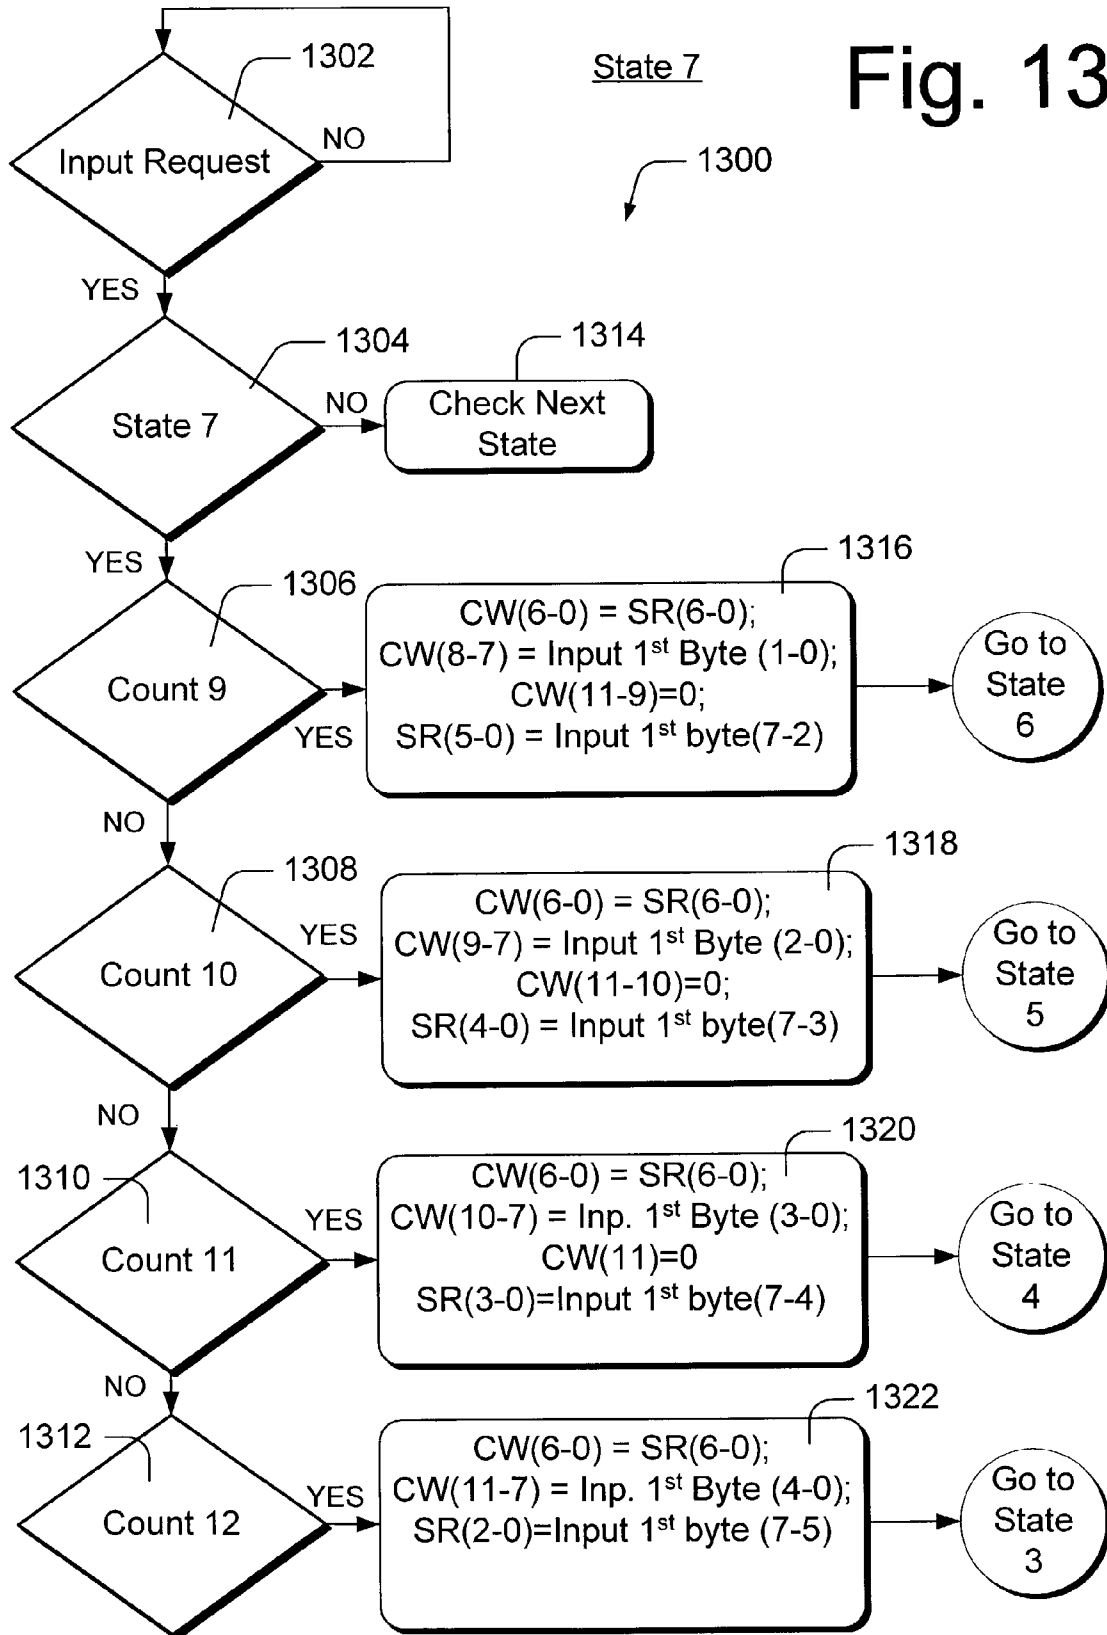 State 7
Fig. 13
1300
1302
Input Request
NO
YES
1304
State 7
NO
1314
Check Next
State
YES
1306
Count 9
YES
1316
CW(6-0) = SR(6-0);
CW(8-7) = Input 1st Byte (1-0);
CW(11-9)=0;
SR(5-0) = Input 1st byte(7-2)
Go to
State
6
NO
1308
Count 10
YES
1318
CW(6-0) = SR(6-0);
CW(9-7) = Input 1st Byte (2-0);
CW(11-10)=0;
SR(4-0) = Input 1st byte(7-3)
Go to
State
5
NO
1310
Count 11
YES
1320
CW(6-0) = SR(6-0);
CW(10-7) = Inp. 1st Byte (3-0);
CW(11)=0
SR(3-0)=Input 1st byte(7-4)
Go to
State
4
NO
1312
Count 12
YES
1322
CW(6-0) = SR(6-0);
CW(11-7) = Inp. 1st Byte (4-0);
SR(2-0)=Input 1st byte (7-5)
Go to
State
3